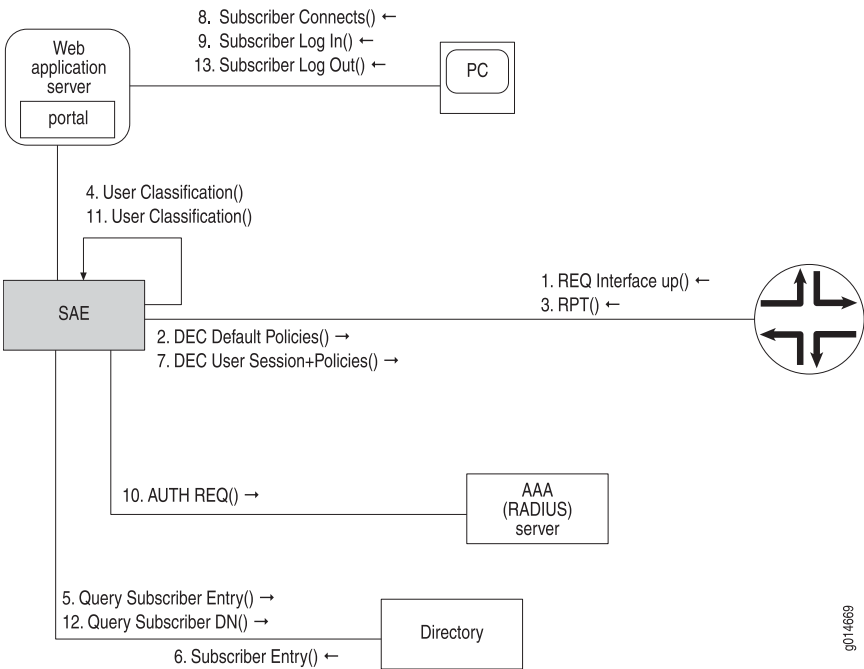 8. Subscriber Connects() ←
9. Subscriber Log In() ←
13. Subscriber Log Out() ←
Web
application
server
portal
PC
4. User Classification()
11. User Classification()
1. REQ Interface up() ←
3. RPT() ←
SAE
2. DEC Default Policies() →
7. DEC User Session+Policies() →
10. AUTH REQ() →
AAA
(RADIUS)
server
5. Query Subscriber Entry() →
12. Query Subscriber DN() →
6. Subscriber Entry() ←
Directory
g014669